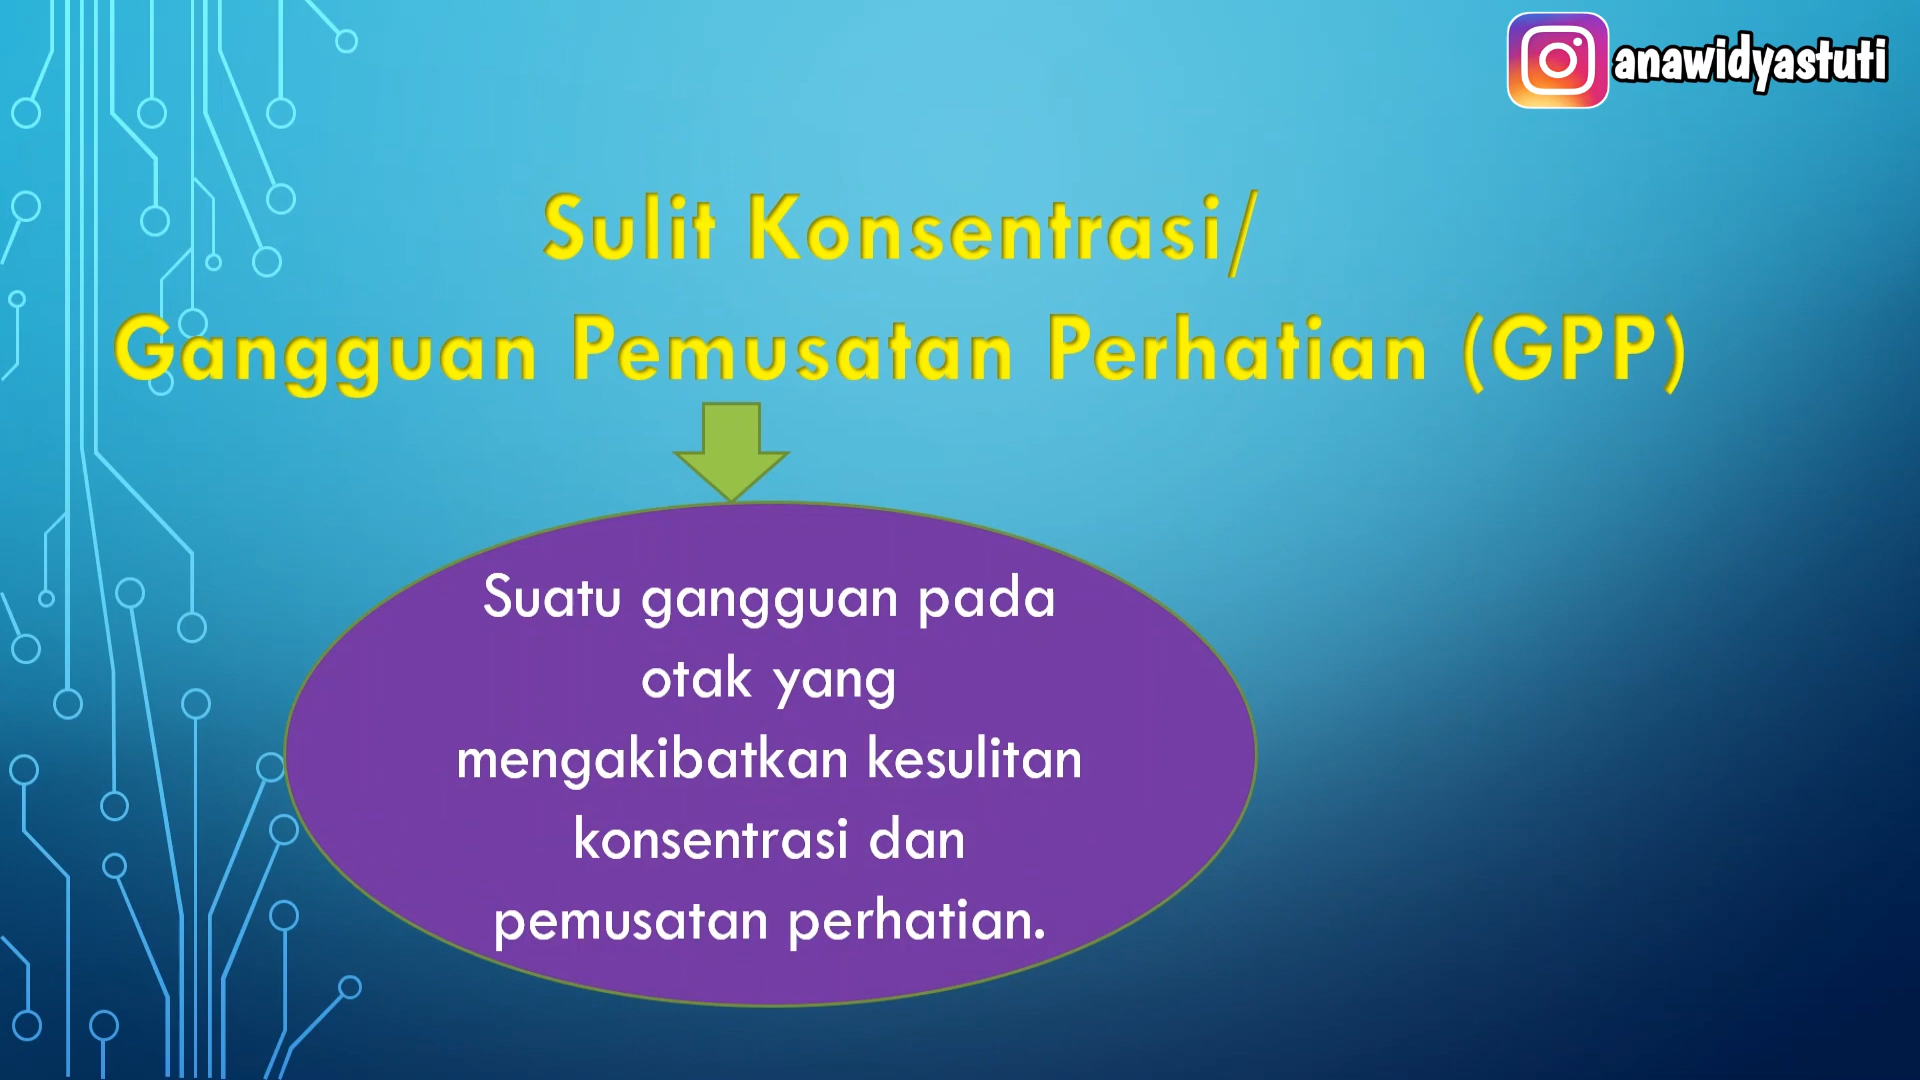 anawidyastuti
Sulit Konsentrasi/
Gangguan Pemusatan Perhatian (GPP)
Suatu gangguan pada
otak yang
mengakibatkan kesulitan
konsentrasi dan
pemusatan perhatian.